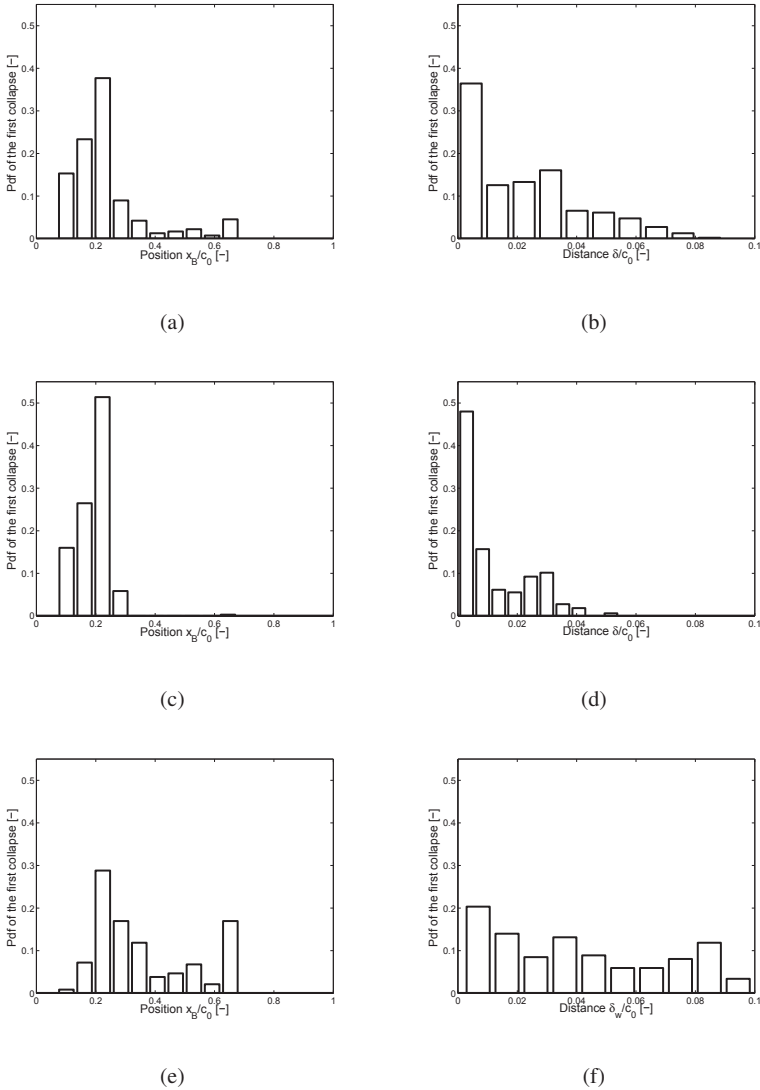 0.5
0.4
0.3
0.2
0.1
0
Pdf of the first collapse [−]
0 0.2 0.4 0.6 0.8 1
Position x_B/c_0 [−]
(a)
0.5
0.4
0.3
0.2
0.1
0
Pdf of the first collapse [−]
0 0.02 0.04 0.06 0.08 0.1
Distance δ/c_0 [−]
(b)
0.5
0.4
0.3
0.2
0.1
0
Pdf of the first collapse [−]
0 0.2 0.4 0.6 0.8 1
Position x_B/c_0 [−]
(c)
0.5
0.4
0.3
0.2
0.1
0
Pdf of the first collapse [−]
0 0.02 0.04 0.06 0.08 0.1
Distance δ/c_0 [−]
(d)
0.5
0.4
0.3
0.2
0.1
0
Pdf of the first collapse [−]
0 0.2 0.4 0.6 0.8 1
Position x_B/c_0 [−]
(e)
0.5
0.4
0.3
0.2
0.1
0
Pdf of the first collapse [−]
0 0.02 0.04 0.06 0.08 0.1
Distance δ_w/c_0 [−]
(f)